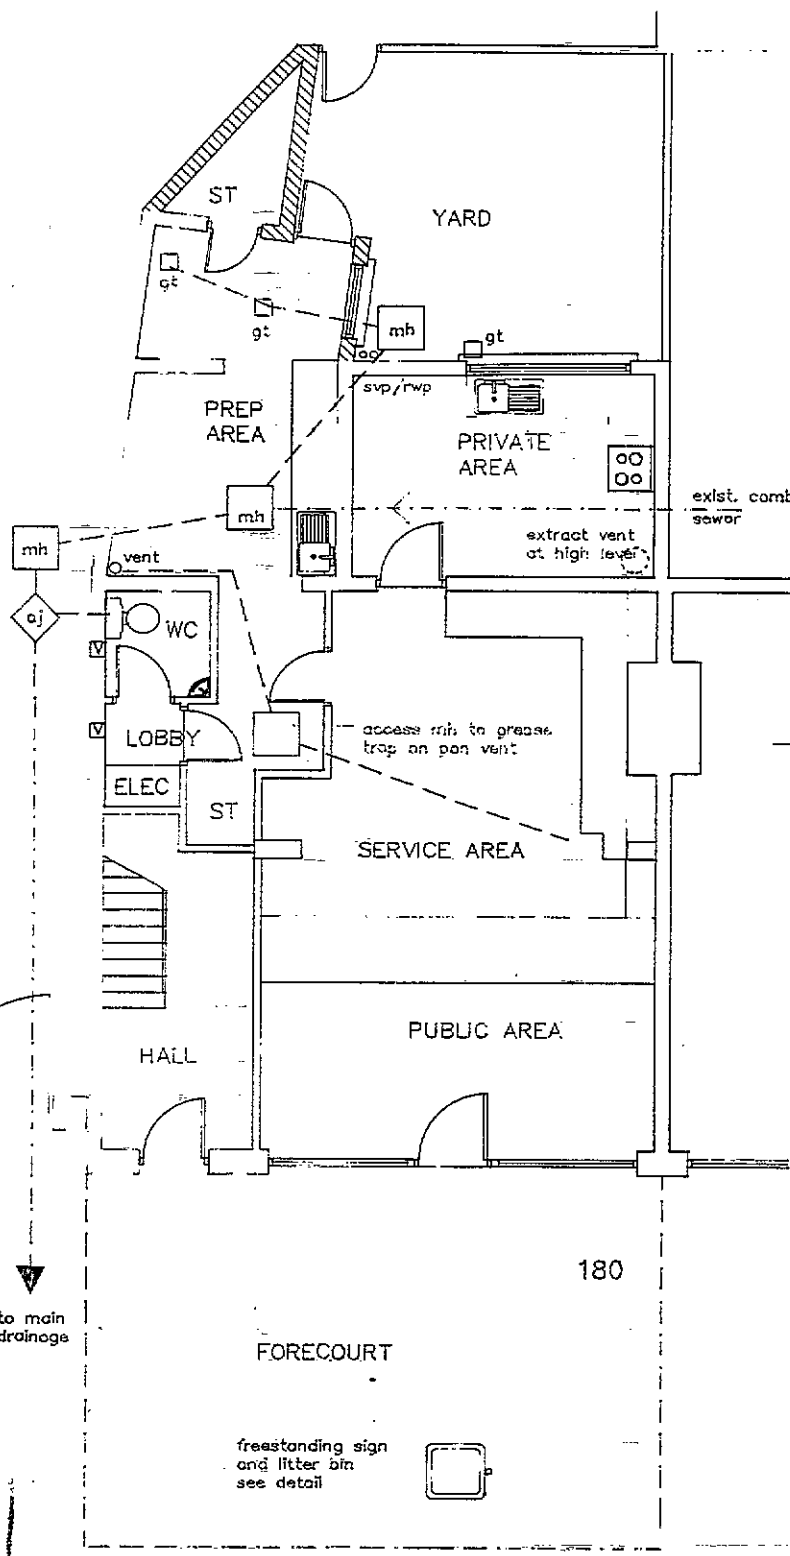 ST
YARD
gt
gt
mh
gt
svp/rwp
PREP
AREA
PRIVATE
AREA
mh
exist. comb
sewer
mh
vent
extract vent
at high level
aj
WC
V
V
LOBBY
access mh to grease
trap on pan vent
ELEC
ST
SERVICE AREA
PUBLIC AREA
HALL
180
to main
drainage
FORECOURT
freestanding sign
and litter bin
see detail